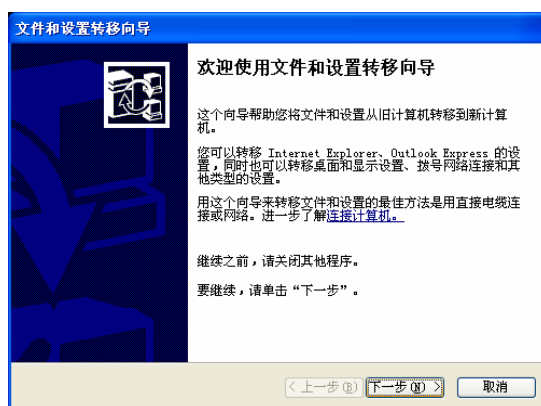 文件和设置转移向导
欢迎使用文件和设置转移向导
这个向导帮助您将文件和设置从旧计算机转移到新计算
机。
您可以转移 Internet Explorer、Outlook Express 的设
置，同时也可以转移桌面和显示设置、拨号网络连接和其
他类型的设置。
用这个向导来转移文件和设置的最佳方法是用直接电缆连
接或网络。进一步了解连接计算机。
继续之前，请关闭其他程序。
要继续，请单击“下一步”。
< 上一步(B) 下一步(N) > 取消